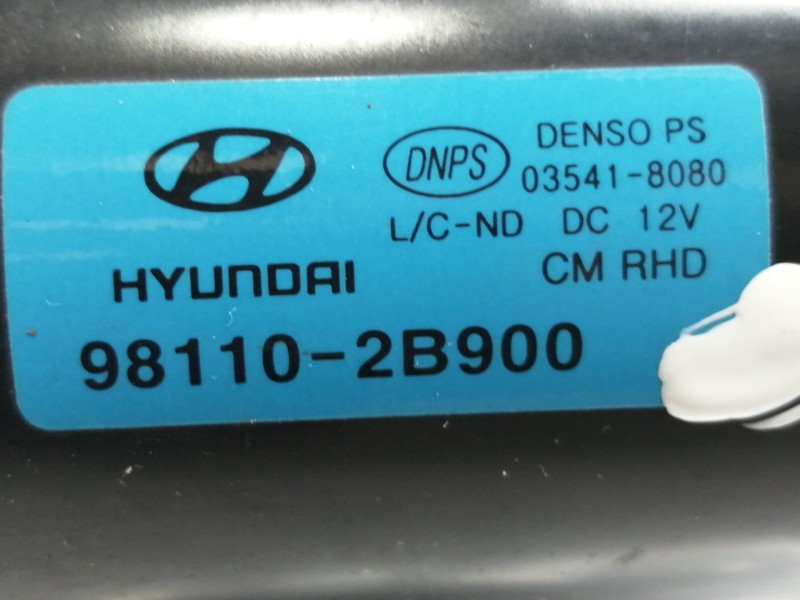 DNPS
DENSO PS
03541-8080
L/C-ND DC 12V
HYUNDAI
CM RHD
98110-2B900